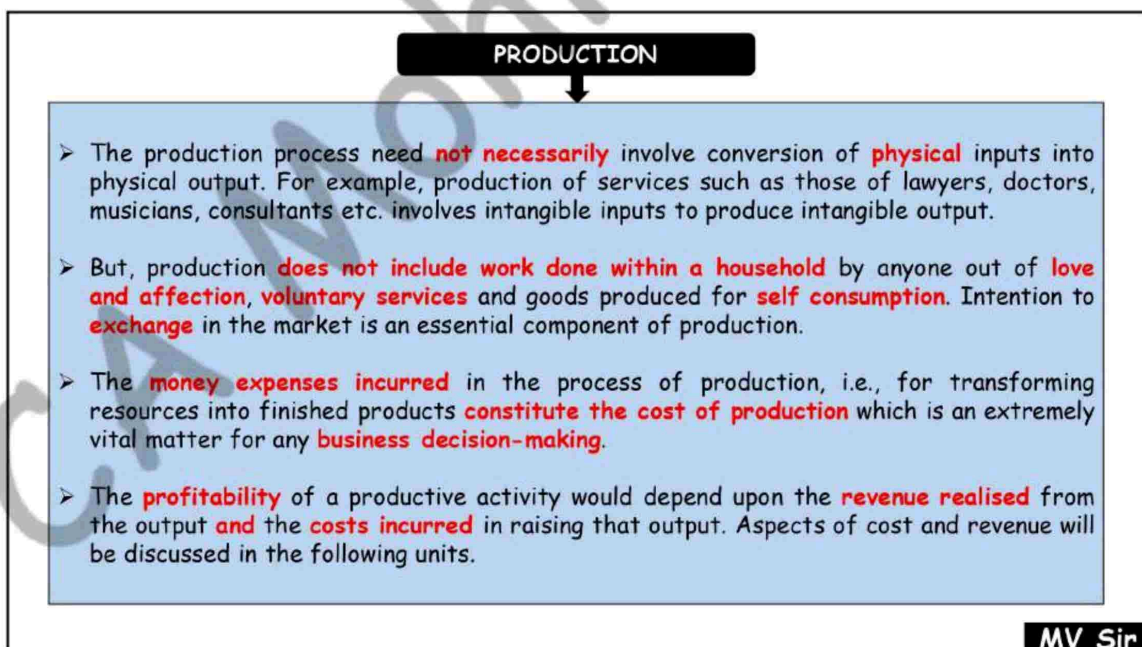 PRODUCTION
➢ The production process need not necessarily involve conversion of physical inputs into
physical output. For example, production of services such as those of lawyers, doctors,
musicians, consultants etc. involves intangible inputs to produce intangible output.
➢ But, production does not include work done within a household by anyone out of love
and affection, voluntary services and goods produced for self consumption. Intention to
exchange in the market is an essential component of production.
➢ The money expenses incurred in the process of production, i.e., for transforming
resources into finished products constitute the cost of production which is an extremely
vital matter for any business decision-making.
➢ The profitability of a productive activity would depend upon the revenue realised from
the output and the costs incurred in raising that output. Aspects of cost and revenue will
be discussed in the following units.
MV Sir
CA Moh